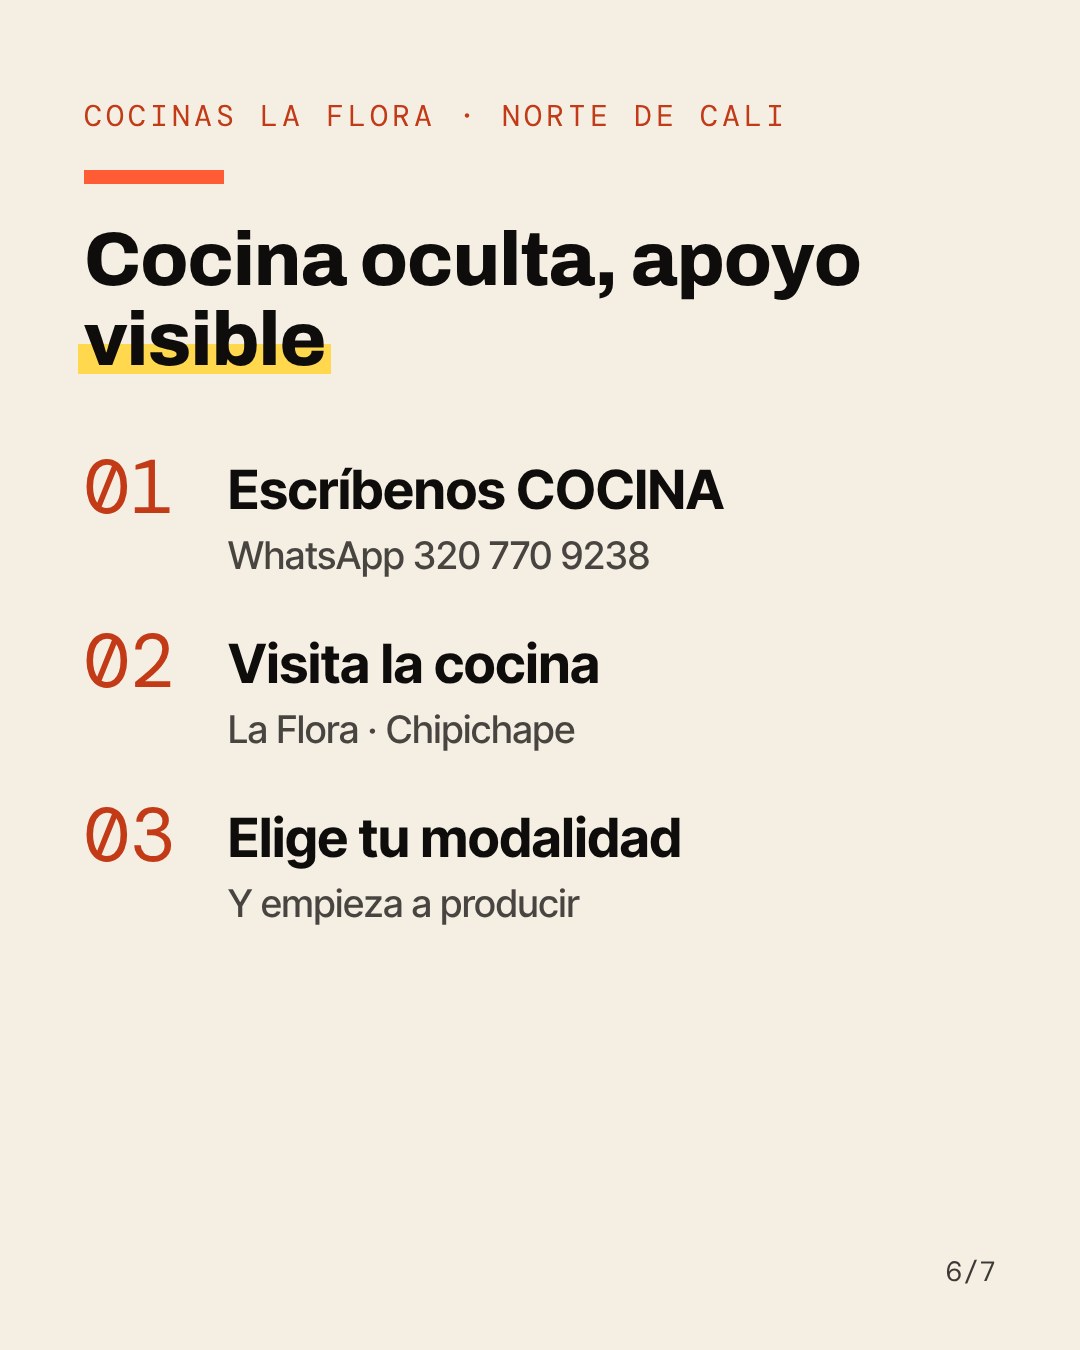 COCINAS LA FLORA · NORTE DE CALI
Cocina oculta, apoyo
visible
01 Escríbenos COCINA
WhatsApp 320 770 9238
02 Visita la cocina
La Flora · Chipichape
03 Elige tu modalidad
Y empieza a producir
6/7